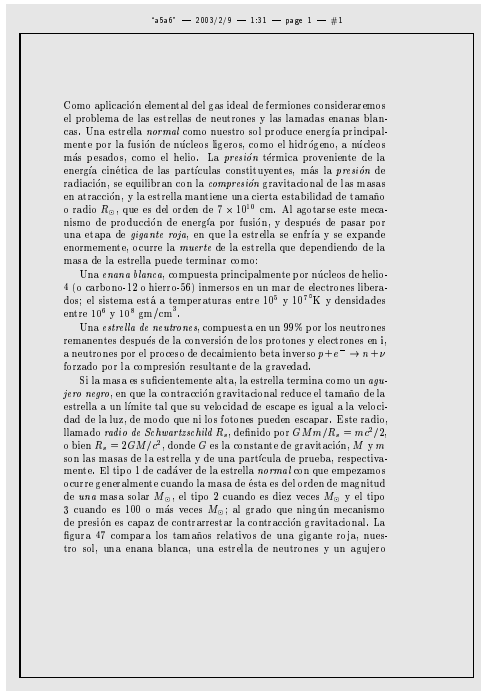 "a5a6" — 2003/2/9 — 1:31 — page 1 — #1
Como aplicación elemental del gas ideal de fermiones consideraremos
el problema de las estrellas de neutrones y las lamadas enanas blan-
cas. Una estrella normal como nuestro sol produce energía principal-
mente por la fusión de núcleos ligeros, como el hidrógeno, a núcleos
más pesados, como el helio. La presión térmica proveniente de la
energía cinética de las partículas constituyentes, más la presión de
radiación, se equilibran con la compresión gravitacional de las masas
en atracción, y la estrella mantiene una cierta estabilidad de tamaño
o radio R⊙, que es del orden de 7 × 10¹⁰ cm. Al agotarse este meca-
nismo de producción de energía por fusión, y después de pasar por
una etapa de gigante roja, en que la estrella se enfría y se expande
enormemente, ocurre la muerte de la estrella que dependiendo de la
masa de la estrella puede terminar como:
Una enana blanca, compuesta principalmente por núcleos de helio-
4 (o carbono-12 o hierro-56) inmersos en un mar de electrones libera-
dos; el sistema está a temperaturas entre 10⁵ y 10⁷°K y densidades
entre 10⁶ y 10⁸ gm/cm³.
Una estrella de neutrones, compuesta en un 99% por los neutrones
remanentes después de la conversión de los protones y electrones en í,
a neutrones por el proceso de decaimiento beta inverso p+e⁻ → n+ν
forzado por la compresión resultante de la gravedad.
Si la masa es suficientemente alta, la estrella termina como un agu-
jero negro, en que la contracción gravitacional reduce el tamaño de la
estrella a un límite tal que su velocidad de escape es igual a la veloci-
dad de la luz, de modo que ni los fotones pueden escapar. Este radio,
llamado radio de Schwartzschild Rₛ, definido por GMm/Rₛ = mc²/2,
o bien Rₛ = 2GM/c², donde G es la constante de gravitación, M y m
son las masas de la estrella y de una partícula de prueba, respectiva-
mente. El tipo 1 de cadáver de la estrella normal con que empezamos
ocurre generalmente cuando la masa de ésta es del orden de magnitud
de una masa solar M⊙, el tipo 2 cuando es diez veces M⊙ y el tipo
3 cuando es 100 o más veces M⊙; al grado que ningún mecanismo
de presión es capaz de contrarrestar la contracción gravitacional. La
figura 47 compara los tamaños relativos de una gigante roja, nues-
tro sol, una enana blanca, una estrella de neutrones y un agujero